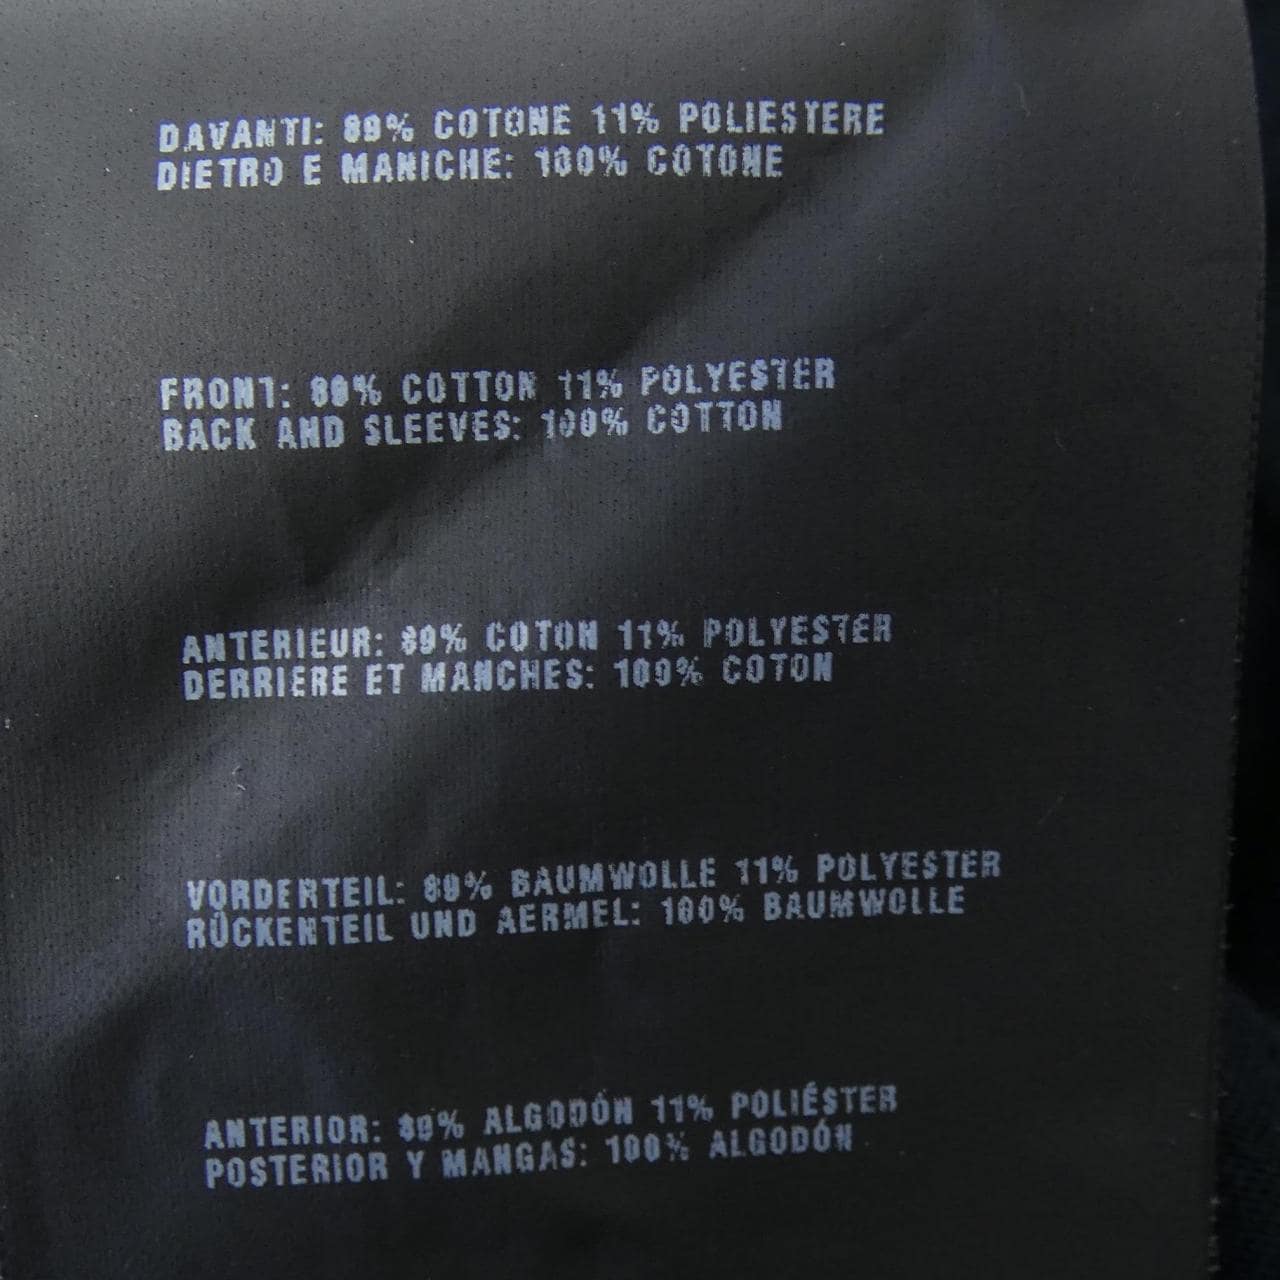 DAVANTI: 89% COTONE 11% POLIESTERE
DIETRO E MANICHE: 100% COTONE
FRONT: 89% COTTON 11% POLYESTER
BACK AND SLEEVES: 100% COTTON
ANTERIEUR: 89% COTON 11% POLYESTER
DERRIERE ET MANCHES: 100% COTON
VORDERTEIL: 89% BAUMWOLLE 11% POLYESTER
RÜCKENTEIL UND AERMEL: 100% BAUMWOLLE
ANTERIOR: 89% ALGODÓN 11% POLIÉSTER
POSTERIOR Y MANGAS: 100% ALGODÓN